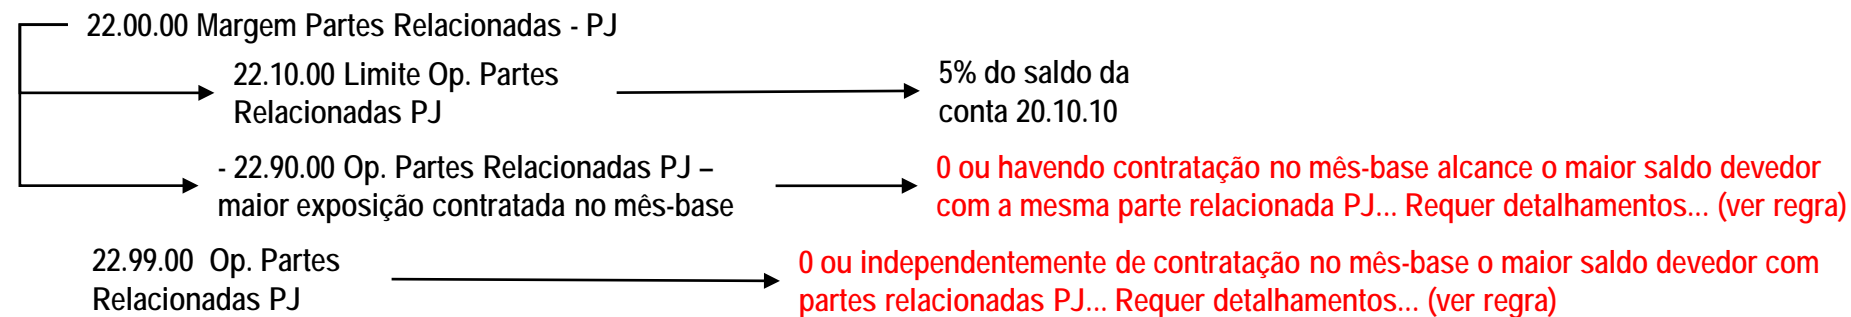 22.00.00 Margem Partes Relacionadas - PJ
22.10.00 Limite Op. Partes
Relacionadas PJ
5% do saldo da
conta 20.10.10
- 22.90.00 Op. Partes Relacionadas PJ –
maior exposição contratada no mês-base
0 ou havendo contratação no mês-base alcance o maior saldo devedor
com a mesma parte relacionada PJ... Requer detalhamentos... (ver regra)
22.99.00 Op. Partes
Relacionadas PJ
0 ou independentemente de contratação no mês-base o maior saldo devedor com
partes relacionadas PJ... Requer detalhamentos... (ver regra)